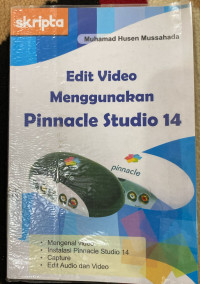 skripta
Muhamad Husen Mussahada
Edit Video
Menggunakan
Pinnacle Studio 14
pinnacle
• Mengenal Video
• Instalasi Pinnacle Studio 14
• Capture
• Edit Audio dan Video